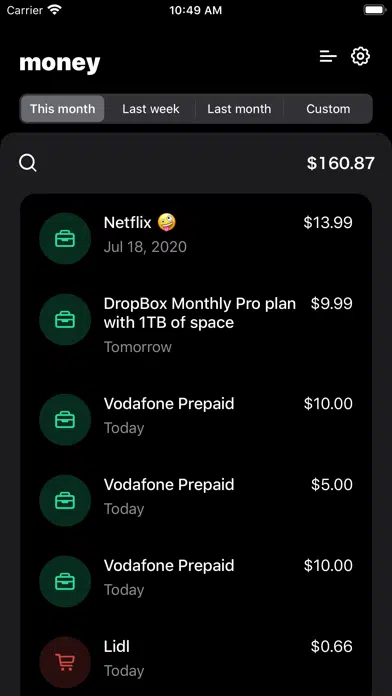 Carrier 10:49 AM
money
This month Last week Last month Custom
$160.87
Netflix 🤪 $13.99
Jul 18, 2020
DropBox Monthly Pro plan $9.99
with 1TB of space
Tomorrow
Vodafone Prepaid $10.00
Today
Vodafone Prepaid $5.00
Today
Vodafone Prepaid $10.00
Today
Lidl $0.66
Today